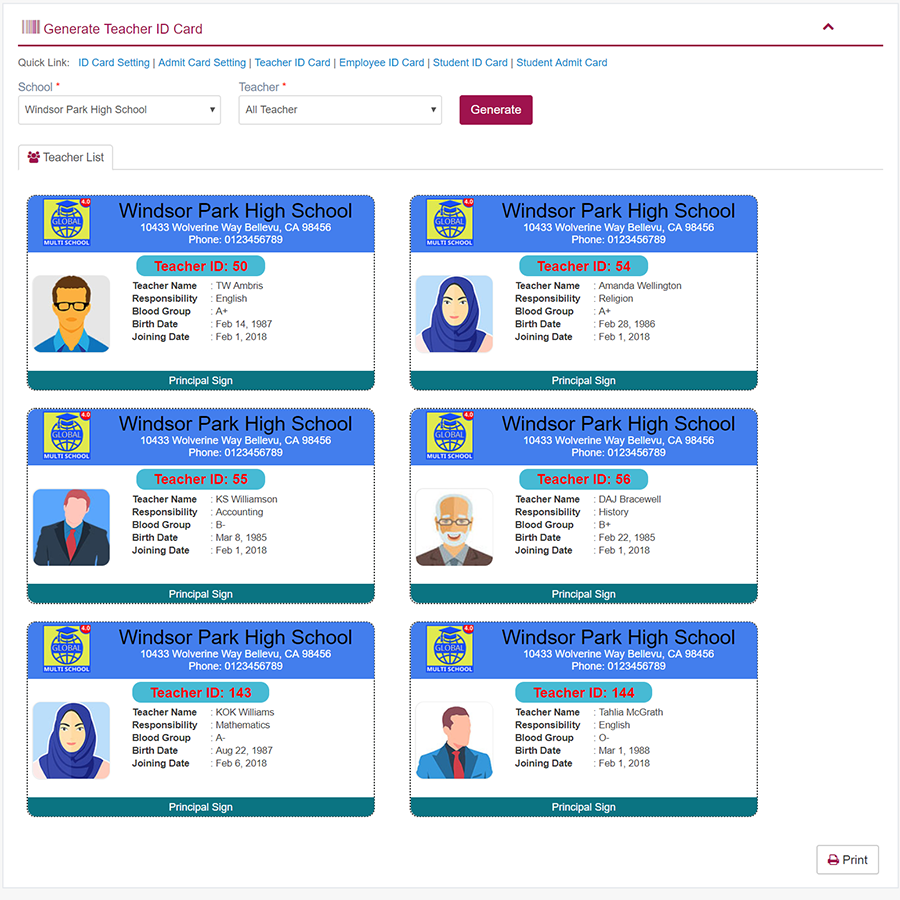 Generate Teacher ID Card
Quick Link: ID Card Setting | Admit Card Setting | Teacher ID Card | Employee ID Card | Student ID Card | Student Admit Card
School * Teacher *
Windsor Park High School All Teacher Generate
Teacher List
4.0
GLOBAL
MULTI SCHOOL
Windsor Park High School
10433 Wolverine Way Bellevu, CA 98456
Phone: 0123456789
Teacher ID: 50
Teacher Name : TW Ambris
Responsibility : English
Blood Group : A+
Birth Date : Feb 14, 1987
Joining Date : Feb 1, 2018
Principal Sign
4.0
GLOBAL
MULTI SCHOOL
Windsor Park High School
10433 Wolverine Way Bellevu, CA 98456
Phone: 0123456789
Teacher ID: 54
Teacher Name : Amanda Wellington
Responsibility : Religion
Blood Group : A+
Birth Date : Feb 28, 1986
Joining Date : Feb 1, 2018
Principal Sign
4.0
GLOBAL
MULTI SCHOOL
Windsor Park High School
10433 Wolverine Way Bellevu, CA 98456
Phone: 0123456789
Teacher ID: 55
Teacher Name : KS Williamson
Responsibility : Accounting
Blood Group : B-
Birth Date : Mar 8, 1985
Joining Date : Feb 1, 2018
Principal Sign
4.0
GLOBAL
MULTI SCHOOL
Windsor Park High School
10433 Wolverine Way Bellevu, CA 98456
Phone: 0123456789
Teacher ID: 56
Teacher Name : DAJ Bracewell
Responsibility : History
Blood Group : B+
Birth Date : Feb 22, 1985
Joining Date : Feb 1, 2018
Principal Sign
4.0
GLOBAL
MULTI SCHOOL
Windsor Park High School
10433 Wolverine Way Bellevu, CA 98456
Phone: 0123456789
Teacher ID: 143
Teacher Name : KOK Williams
Responsibility : Mathematics
Blood Group : A-
Birth Date : Aug 22, 1987
Joining Date : Feb 6, 2018
Principal Sign
4.0
GLOBAL
MULTI SCHOOL
Windsor Park High School
10433 Wolverine Way Bellevu, CA 98456
Phone: 0123456789
Teacher ID: 144
Teacher Name : Tahlia McGrath
Responsibility : English
Blood Group : O-
Birth Date : Mar 1, 1988
Joining Date : Feb 1, 2018
Principal Sign
Print